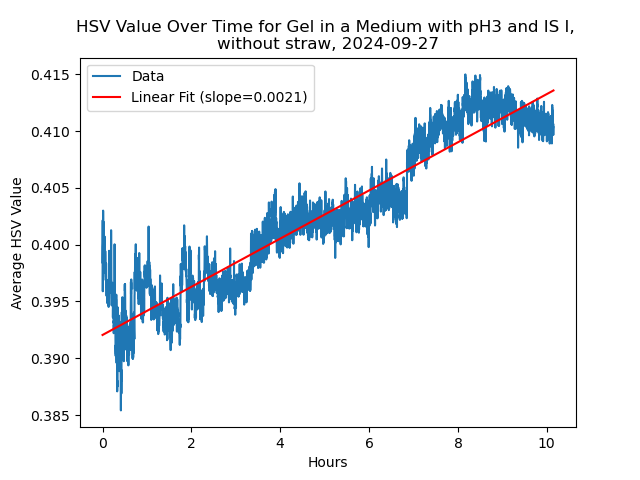 HSV Value Over Time for Gel in a Medium with pH3 and IS I,
without straw, 2024-09-27
Data
Linear Fit (slope=0.0021)
Average HSV Value
0.415
0.410
0.405
0.400
0.395
0.390
0.385
0 2 4 6 8 10
Hours